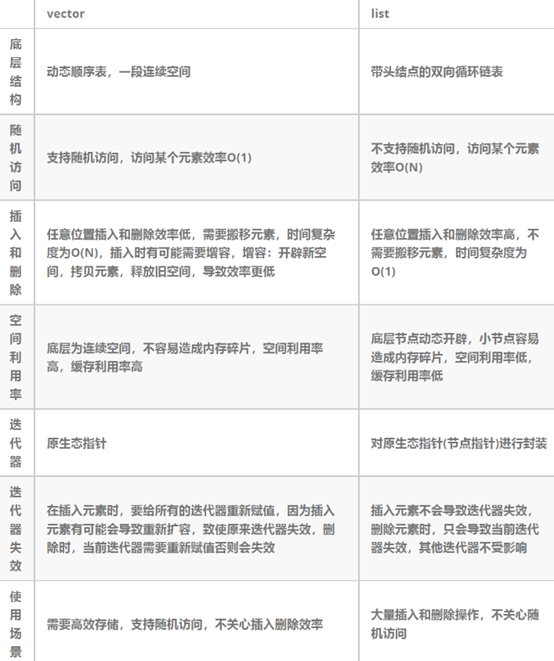 vector
list
底层结构
动态顺序表，一段连续空间
带头结点的双向循环链表
随机访问
支持随机访问，访问某个元素效率O(1)
不支持随机访问，访问某个元素
效率O(N)
插入和删除
任意位置插入和删除效率低，需要搬移元素，时间复杂
度为O(N)，插入时有可能需要增容，增容：开辟新空
间，拷贝元素，释放旧空间，导致效率更低
任意位置插入和删除效率高，不
需要搬移元素，时间复杂度为
O(1)
空间利用率
底层为连续空间，不容易造成内存碎片，空间利用率
高，缓存利用率高
底层节点动态开辟，小节点容易
造成内存碎片，空间利用率低，
缓存利用率低
迭代器
原生态指针
对原生态指针(节点指针)进行封装
迭代器失效
在插入元素时，要给所有的迭代器重新赋值，因为插入
元素有可能会导致重新扩容，致使原来迭代器失效，删
除时，当前迭代器需要重新赋值否则会失效
插入元素不会导致迭代器失效，
删除元素时，只会导致当前迭代
器失效，其他迭代器不受影响
使用场景
需要高效存储，支持随机访问，不关心插入删除效率
大量插入和删除操作，不关心随
机访问